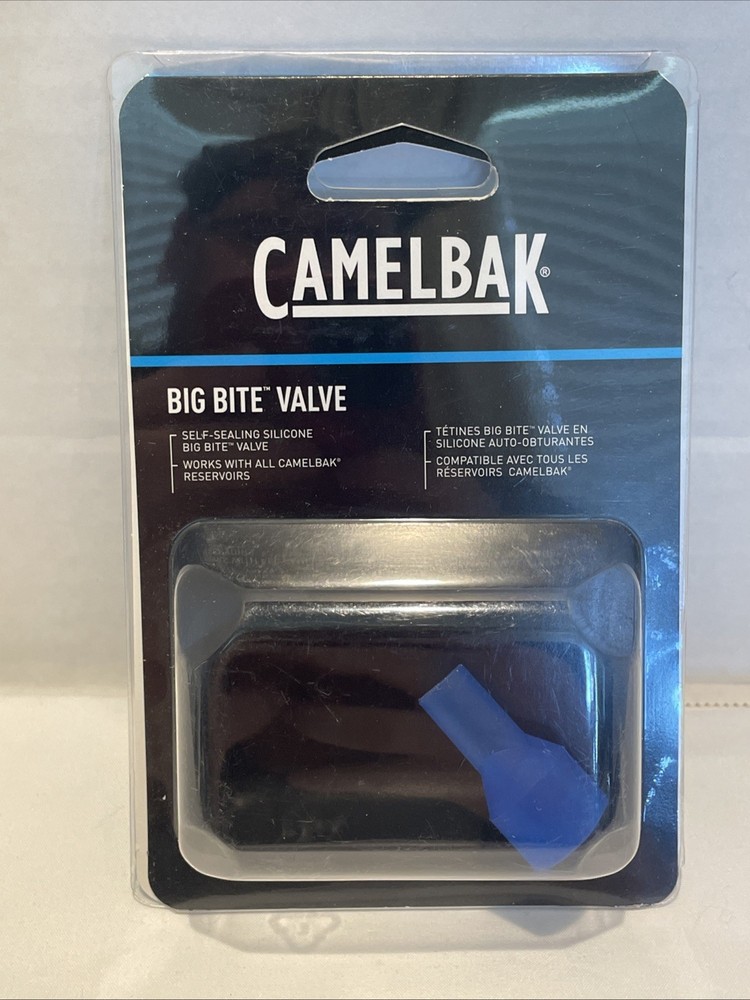 CAMELBAK®
BIG BITE™ VALVE
SELF-SEALING SILICONE
BIG BITE™ VALVE
WORKS WITH ALL CAMELBAK®
RESERVOIRS
TÉTINES BIG BITE™ VALVE EN
SILICONE AUTO-OBTURANTES
COMPATIBLE AVEC TOUS LES
RÉSERVOIRS CAMELBAK®